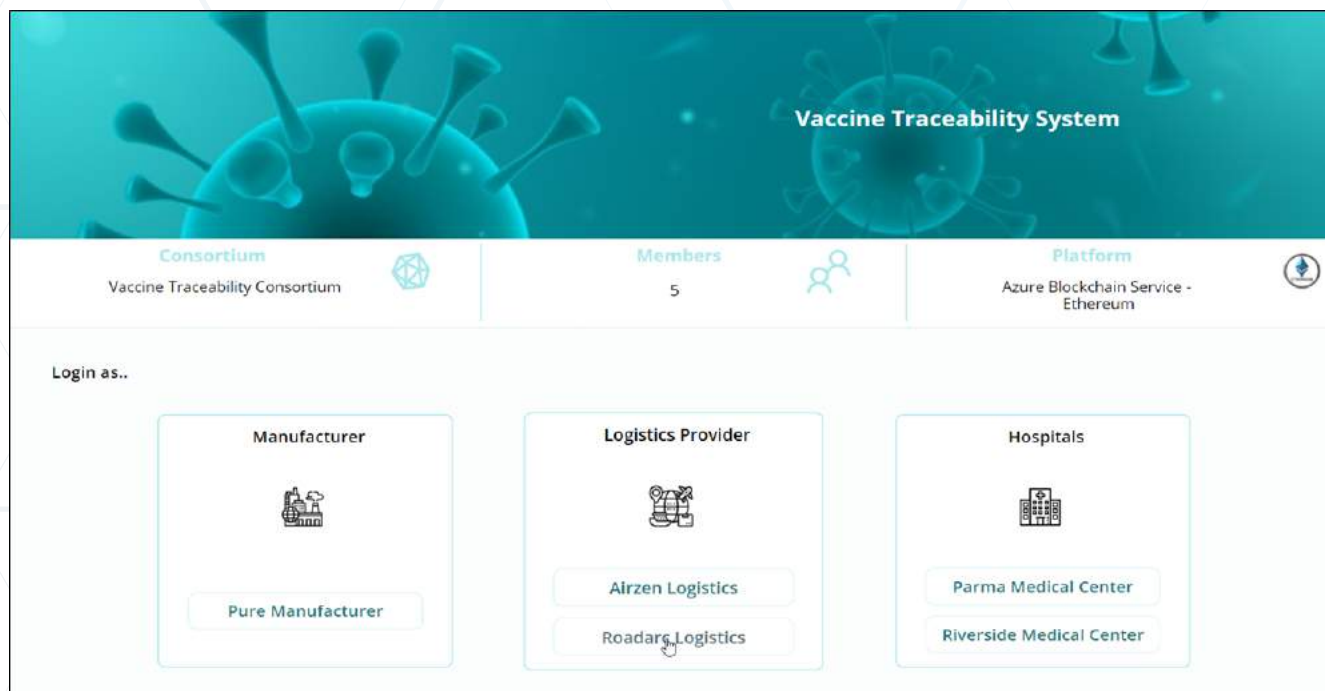 Vaccine Traceability System
Consortium
Vaccine Traceability Consortium
Members
5
Platform
Azure Blockchain Service -
Ethereum
Login as..
Manufacturer
Pure Manufacturer
Logistics Provider
Airzen Logistics
Roadarc Logistics
Hospitals
Parma Medical Center
Riverside Medical Center